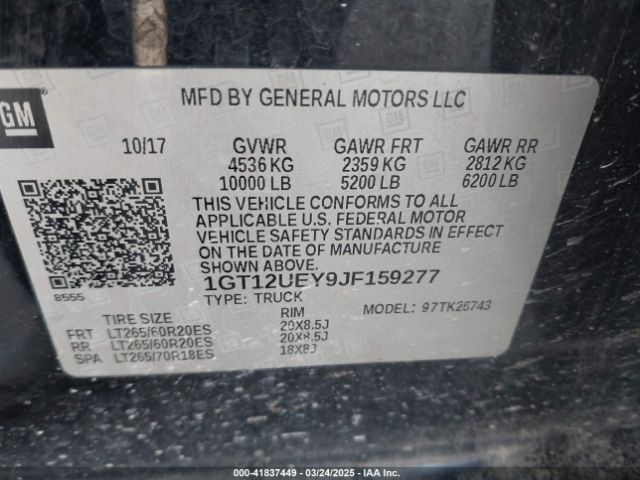 GM
MFD BY GENERAL MOTORS LLC
10/17 GVWR GAWR FRT GAWR RR
4536 KG 2359 KG 2812 KG
10000 LB 5200 LB 6200 LB
THIS VEHICLE CONFORMS TO ALL
APPLICABLE U.S. FEDERAL MOTOR
VEHICLE SAFETY STANDARDS IN EFFECT
ON THE DATE OF MANUFACTURE
SHOWN ABOVE.
8555 1GT12UEY9JF159277
TYPE: TRUCK MODEL: 97TK25743
TIRE SIZE RIM
FRT LT265/60R20ES 20X8.5J
RR LT265/60R20ES 20X8.5J
SPA LT265/70R18ES 18X8J
000-41837449 - 03/24/2025 - IAA Inc.